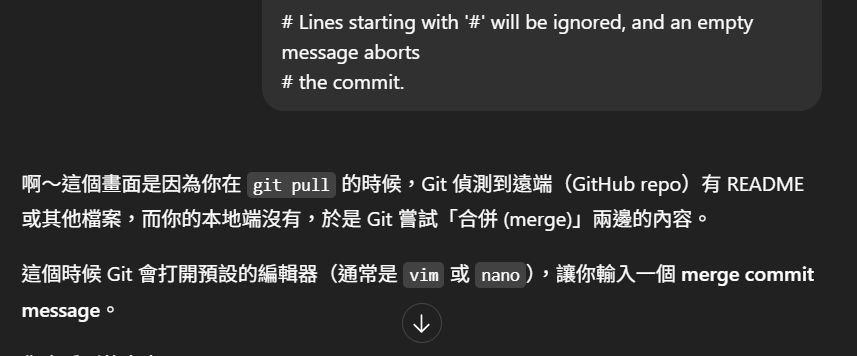 # Lines starting with '#' will be ignored, and an empty
message aborts
# the commit.
啊～這個畫面是因為你在 git pull 的時候，Git 偵測到遠端（GitHub repo）有 README
或其他檔案，而你的本地端沒有，於是 Git 嘗試「合併 (merge)」兩邊的內容。
這個時候 Git 會打開預設的編輯器（通常是 vim 或 nano），讓你輸入一個 merge commit
message。